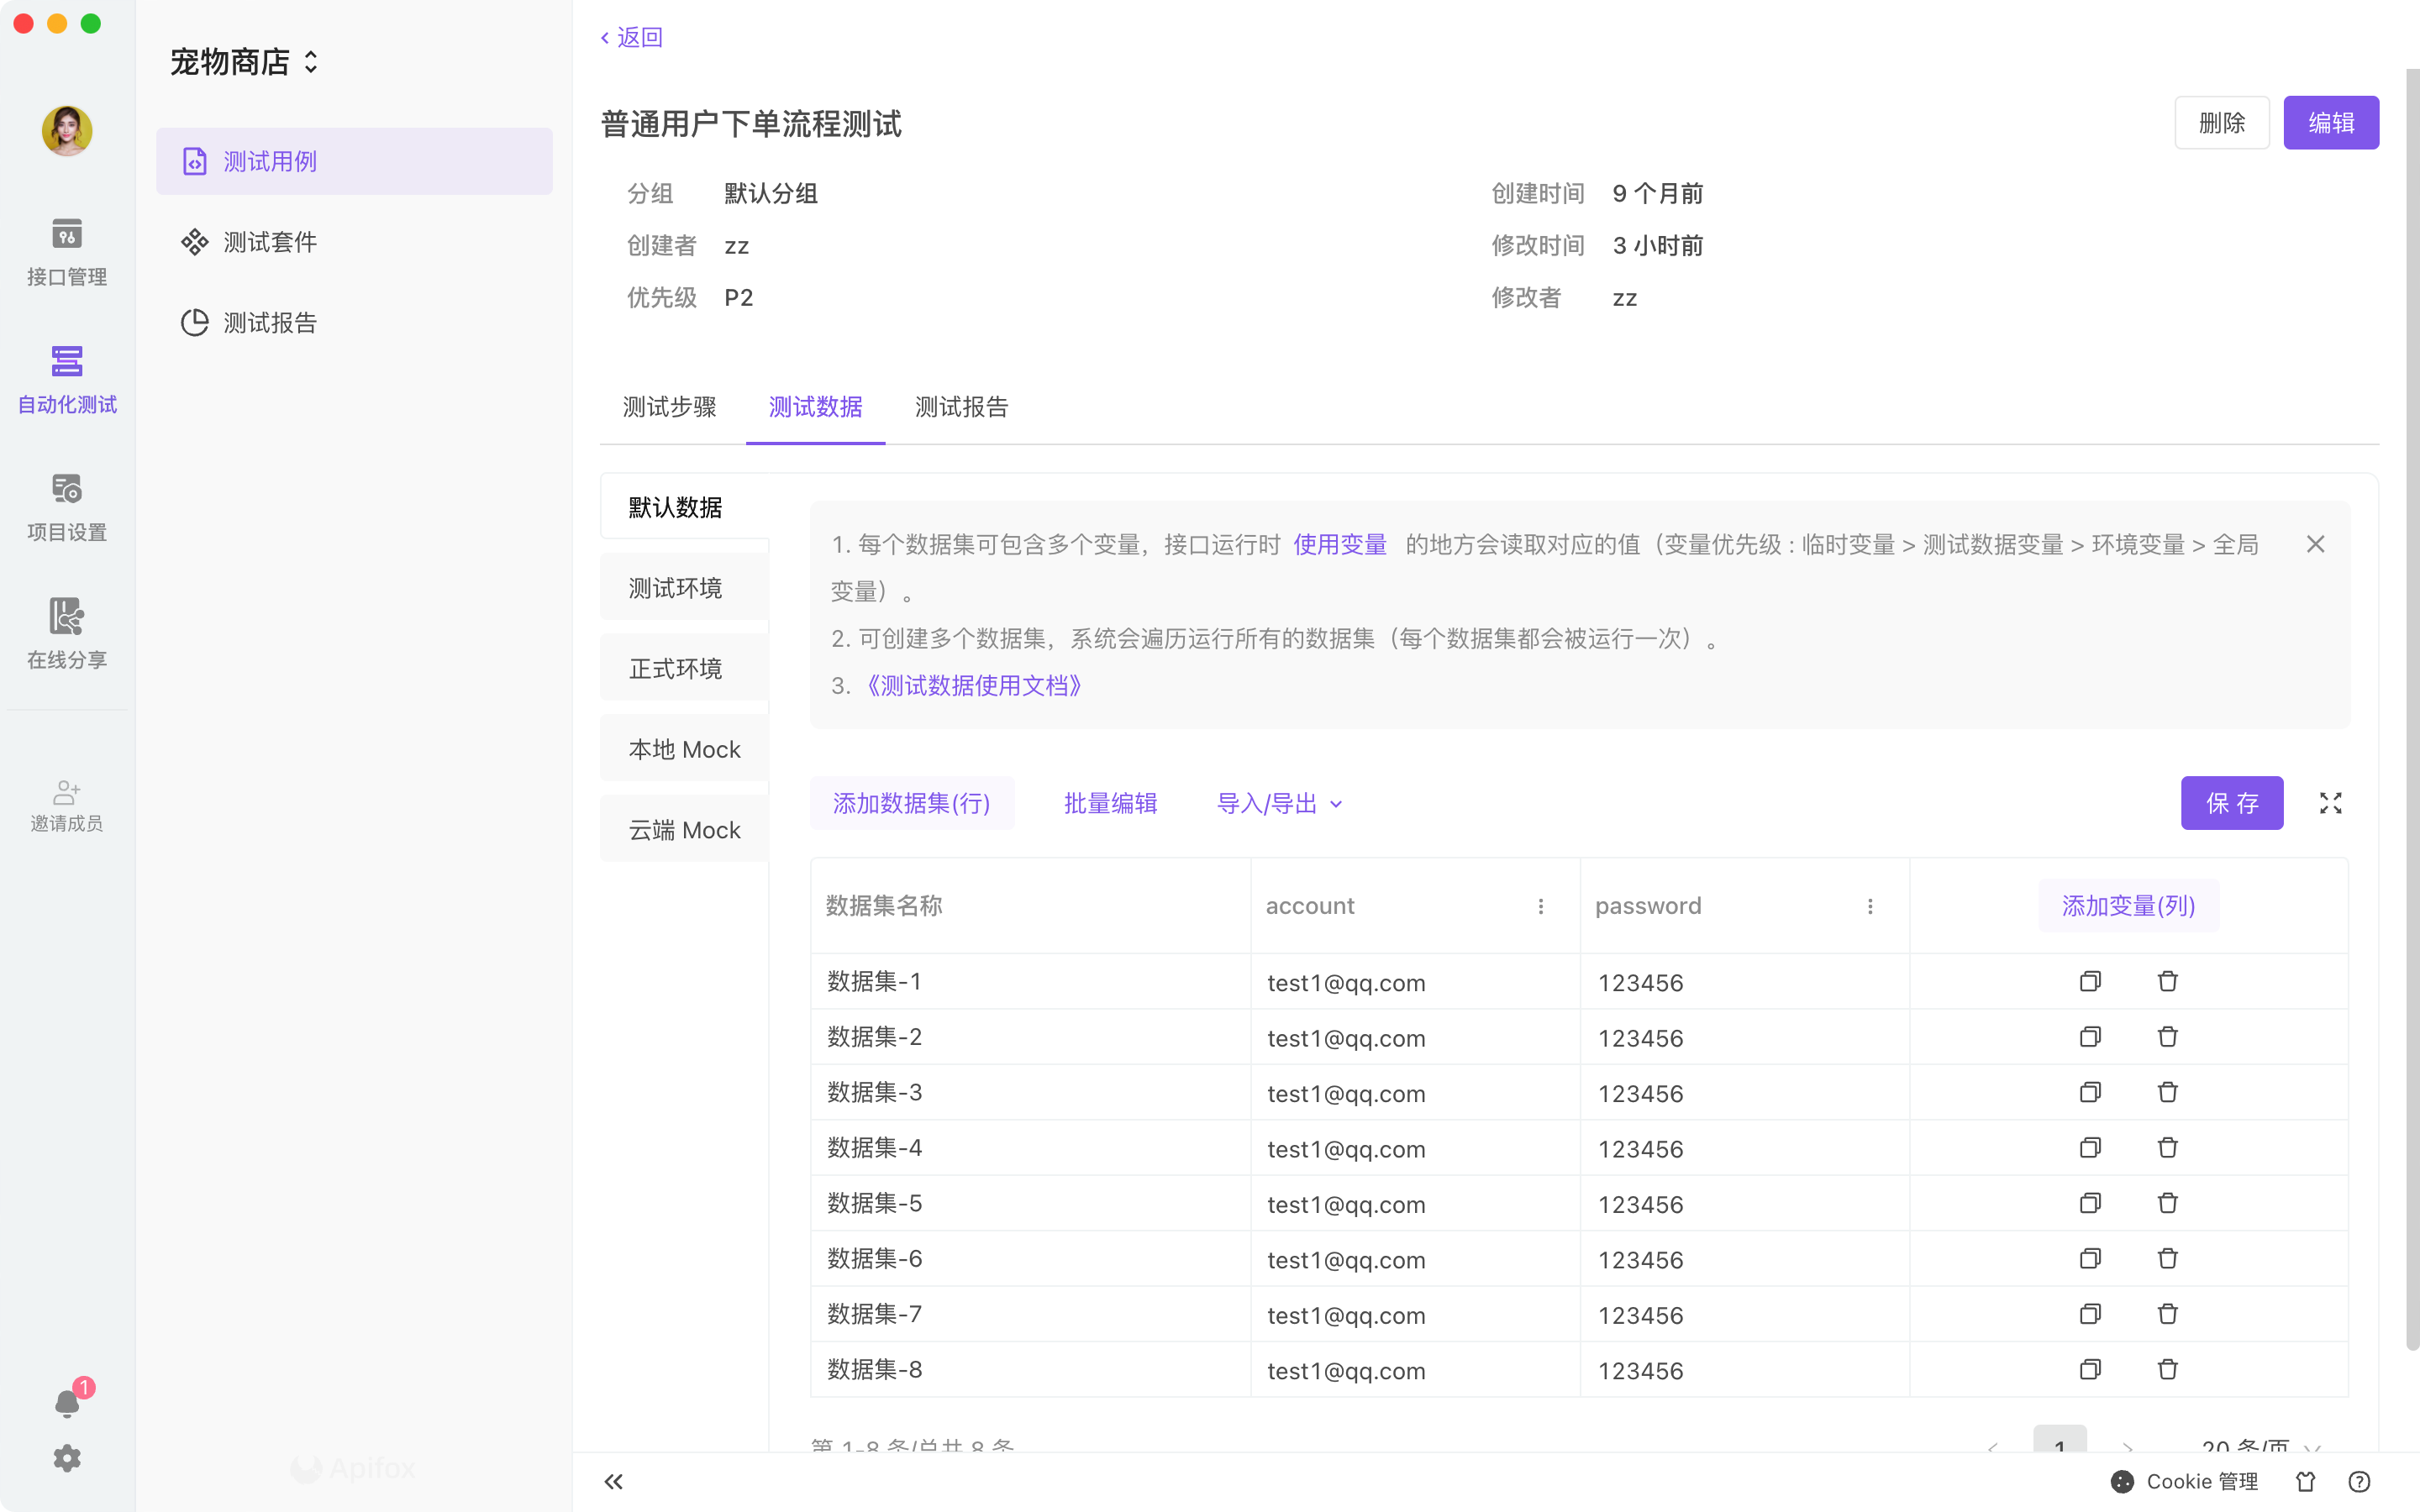 宠物商店
接口管理
自动化测试
项目设置
在线分享
邀请成员
1
测试用例
测试套件
测试报告
Apifox
返回
普通用户下单流程测试
删除
编辑
分组 默认分组
创建时间 9 个月前
创建者 zz
修改时间 3 小时前
优先级 P2
修改者 zz
测试步骤 测试数据 测试报告
默认数据
测试环境
正式环境
本地 Mock
云端 Mock
1. 每个数据集可包含多个变量，接口运行时 使用变量 的地方会读取对应的值（变量优先级 : 临时变量 > 测试数据变量 > 环境变量 > 全局
变量）。
2. 可创建多个数据集，系统会遍历运行所有的数据集（每个数据集都会被运行一次）。
3. 《测试数据使用文档》
添加数据集(行) 批量编辑 导入/导出 保 存
数据集名称 account password 添加变量(列)
数据集-1 test1@qq.com 123456
数据集-2 test1@qq.com 123456
数据集-3 test1@qq.com 123456
数据集-4 test1@qq.com 123456
数据集-5 test1@qq.com 123456
数据集-6 test1@qq.com 123456
数据集-7 test1@qq.com 123456
数据集-8 test1@qq.com 123456
第 1-8 条/总共 8 条 1 20 条/页
Cookie 管理